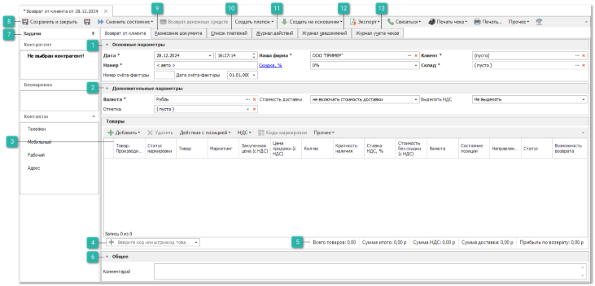 * Возврат от клиента от 28.12.2024 ×
9 10 11 12 13
8 Сохранить и закрыть Сменить состояние Возврат денежных средств Создать платеж Создать на основании Экспорт Связаться Печать чека Печать... Прочее
7 Задачи
Контрагент
Не выбран контрагент!
Контакты
Телефон
Мобильный
Рабочий
Адрес
Возврат от клиента Основание документа Список платежей Журнал действий Журнал уведомлений Журнал учета чеков
1 Основные параметры
Дата * 28.12.2024 16:27:14 Наша фирма * ООО "ПРИМЕР" Клиент * (пусто)
Номер * < авто > Скидка, % 0% Склад * ( пусто )
Номер счёта-фактуры Дата счёта-фактуры 01.01.0001
2 Дополнительные параметры
Валюта * Рубль Стоимость доставки не включать стоимость доставки Выделять НДС Не выделять
Отметка ( пусто )
Товары
Добавить Удалить Действия с позицией НДС Коды маркировки Прочее
3 Товар. Производи... Статус маркировки Товар Маркетинг Закупочная цена (с НДС) Цена продажи (с НДС) Кол-во Кратность наличия Ставка НДС, % Стоимость без скидки (с НДС) Валюта Состояние позиции Направлен... Статус Возможность возврата
Запись 0 из 0
4 Введите код или штрихкод това...
5 Всего товаров: 0,00 Сумма итого: 0,00 р Сумма НДС: 0,00 р Сумма доставки: 0,00 р Прибыль по возврату: 0,00 р
6 Общее
Комментарий